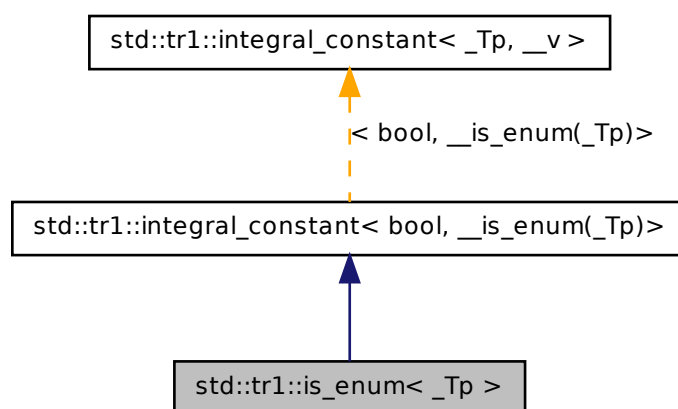 std::tr1::integral_constant< _Tp, __v >
< bool, __is_enum(_Tp)>
std::tr1::integral_constant< bool, __is_enum(_Tp)>
std::tr1::is_enum< _Tp >